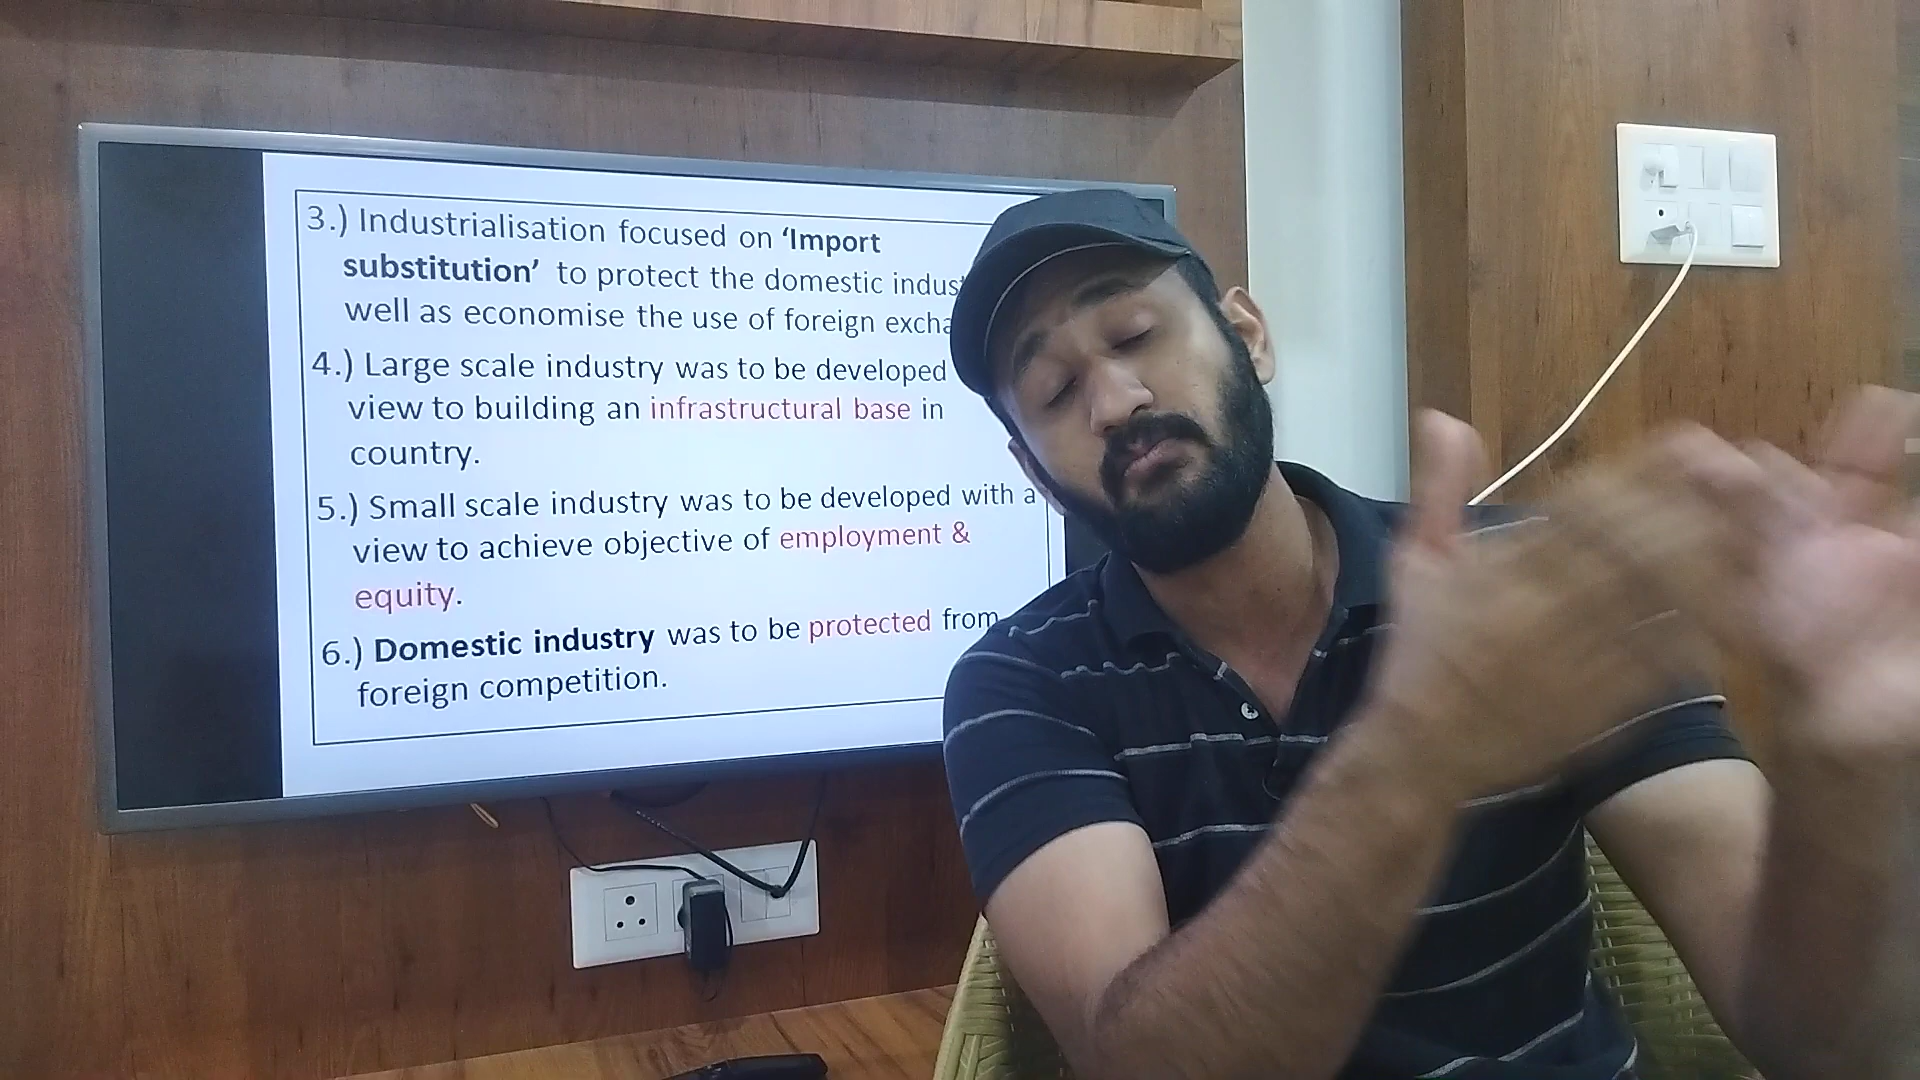 3.) Industrialisation focused on ‘Import
substitution’ to protect the domestic
well as economise the use of foreign
4.) Large scale industry was to be developed
view to building an infrastructural base in
country.
5.) Small scale industry was to be developed with a
view to achieve objective of employment &
equity.
6.) Domestic industry was to be protected from
foreign competition.